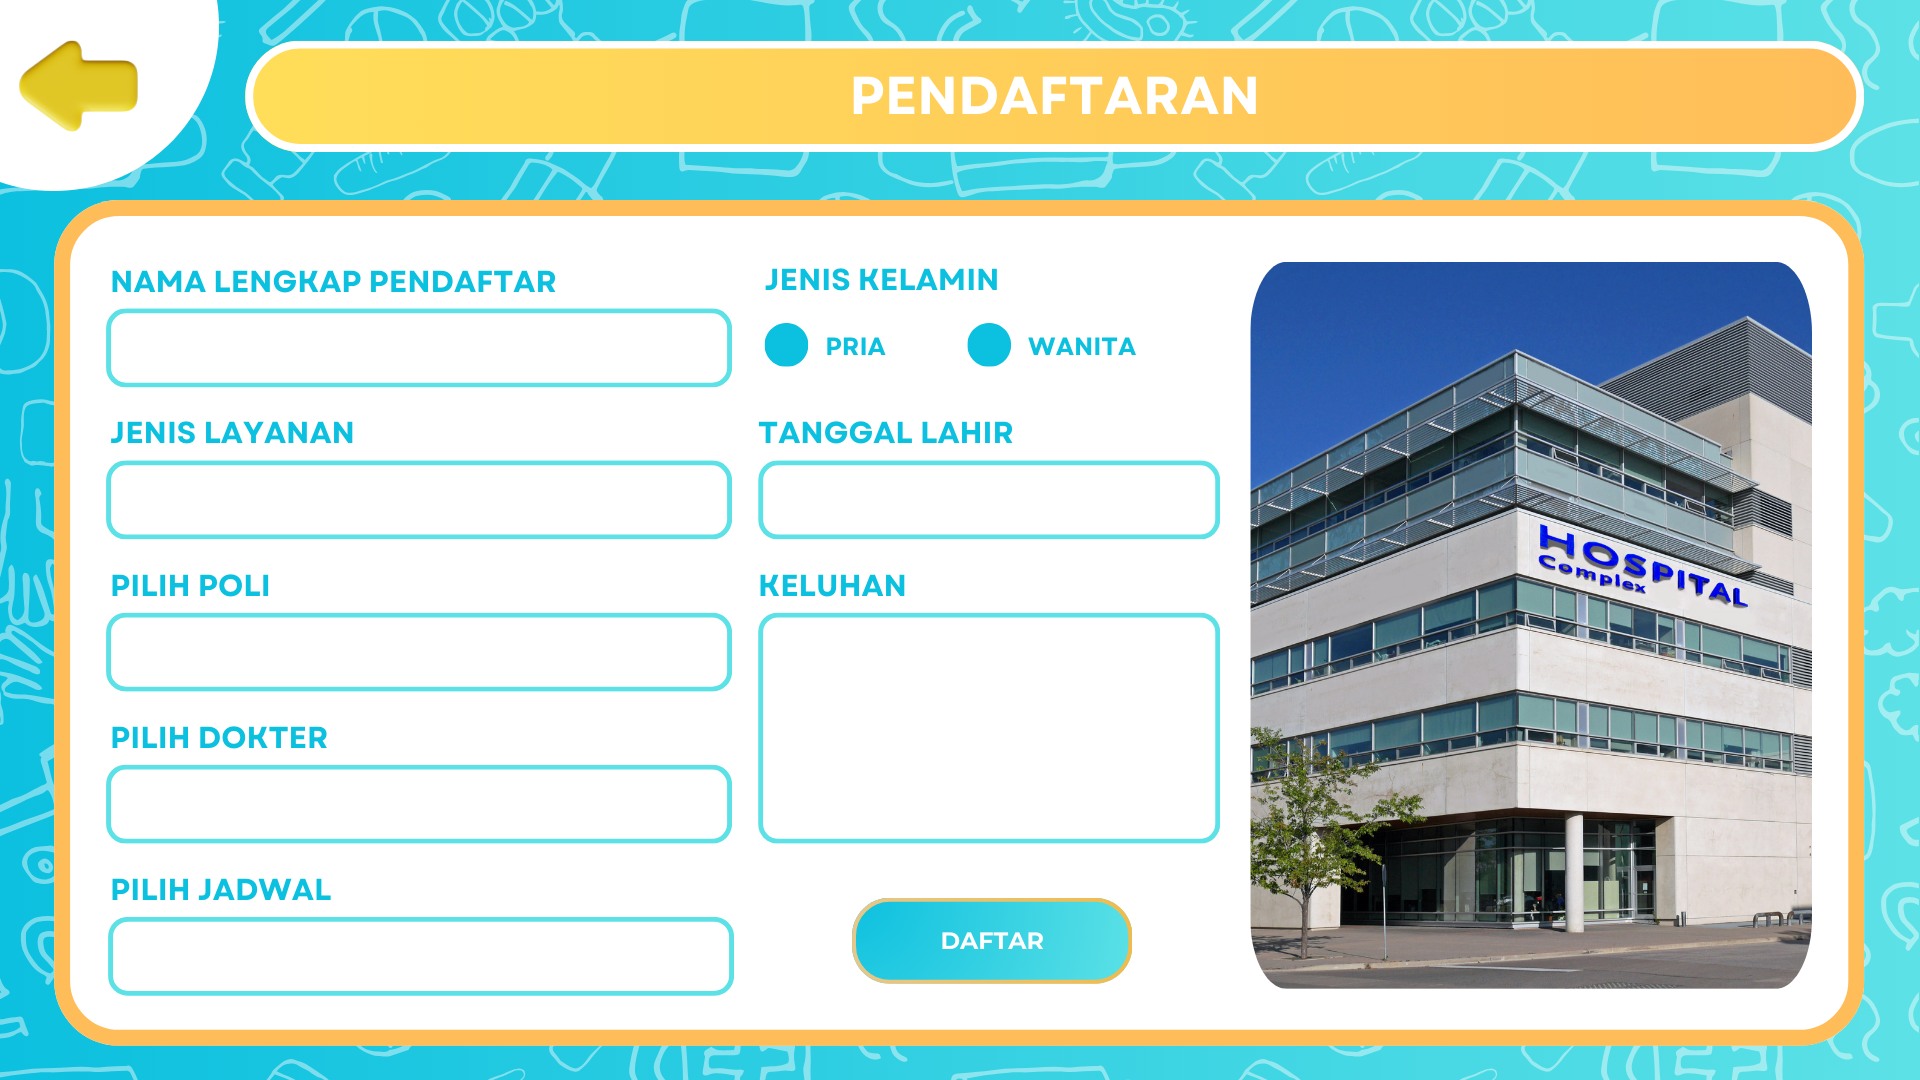 PENDAFTARAN
NAMA LENGKAP PENDAFTAR
JENIS KELAMIN
PRIA
WANITA
JENIS LAYANAN
TANGGAL LAHIR
PILIH POLI
KELUHAN
PILIH DOKTER
PILIH JADWAL
DAFTAR
HOSPITAL
Complex